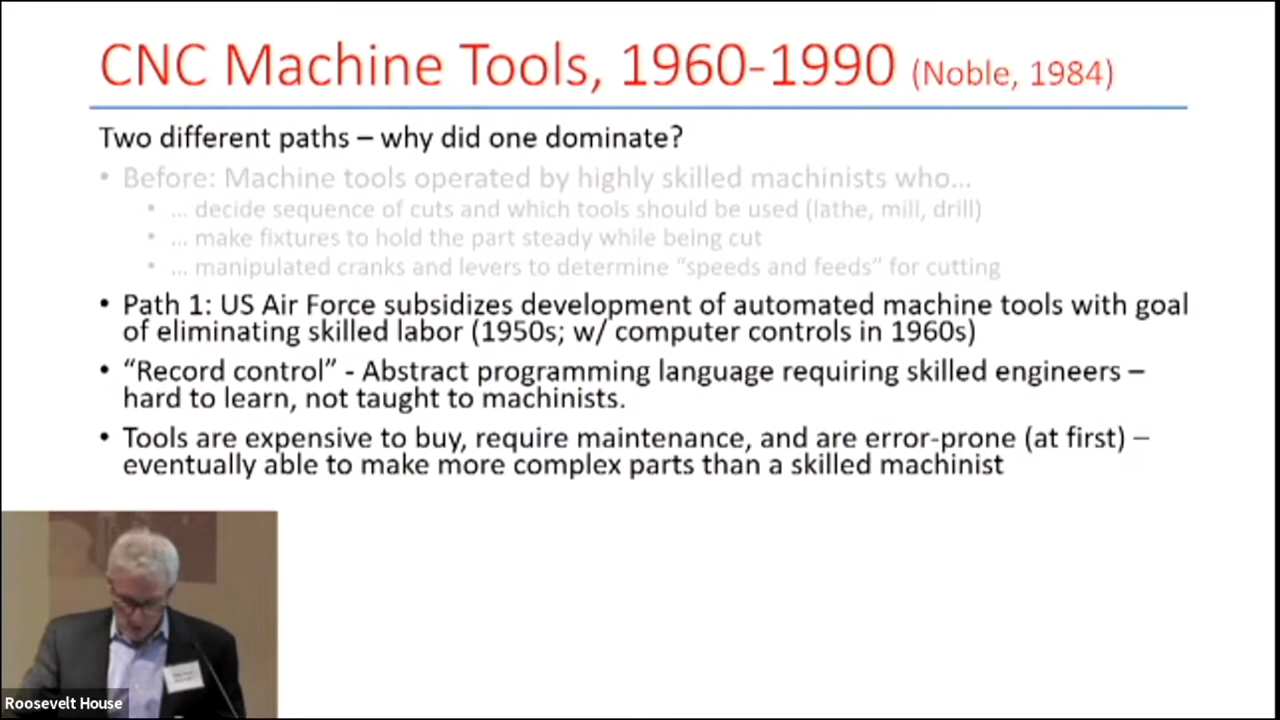 CNC Machine Tools, 1960-1990 (Noble, 1984)
Two different paths – why did one dominate?
• Before: Machine tools operated by highly skilled machinists who…
• … decide sequence of cuts and which tools should be used (lathe, mill, drill)
• … make fixtures to hold the part steady while being cut
• … manipulated cranks and levers to determine “speeds and feeds” for cutting
• Path 1: US Air Force subsidizes development of automated machine tools with goal
of eliminating skilled labor (1950s; w/ computer controls in 1960s)
• “Record control” - Abstract programming language requiring skilled engineers –
hard to learn, not taught to machinists.
• Tools are expensive to buy, require maintenance, and are error-prone (at first) –
eventually able to make more complex parts than a skilled machinist
Roosevelt House